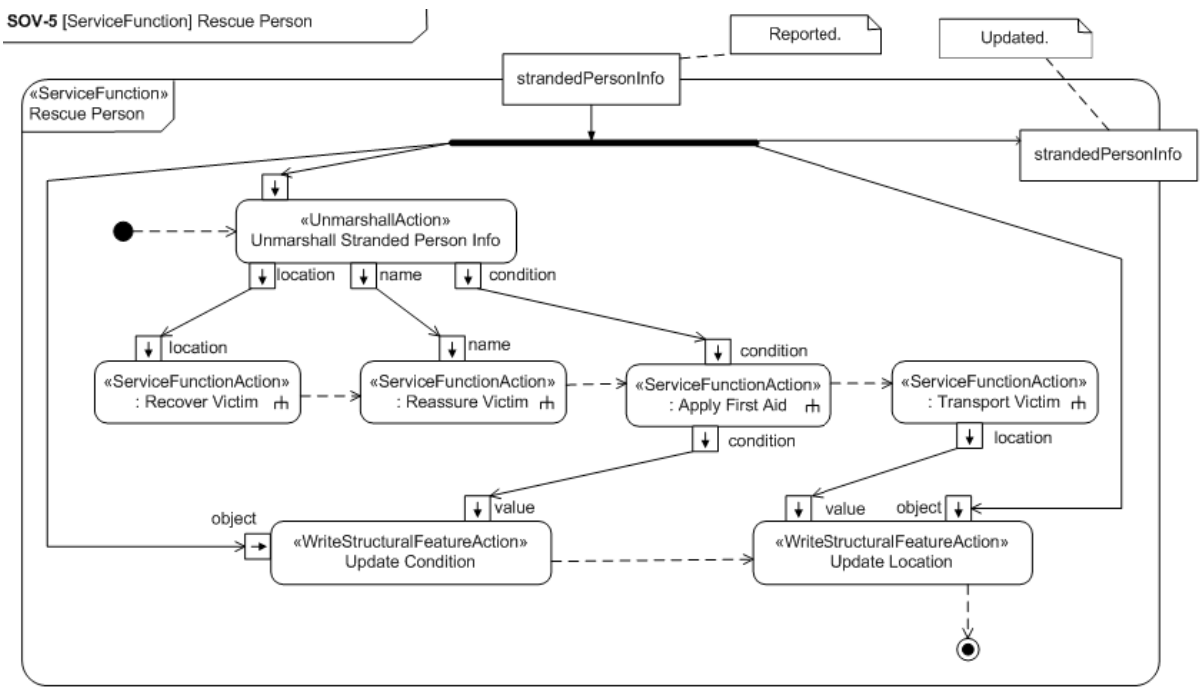 SOV-5 [ServiceFunction] Rescue Person
Reported.
Updated.
strandedPersonInfo
«ServiceFunction»
Rescue Person
strandedPersonInfo
«UnmarshallAction»
Unmarshall Stranded Person Info
location
name
condition
location
name
condition
«ServiceFunctionAction»
: Recover Victim
«ServiceFunctionAction»
: Reassure Victim
«ServiceFunctionAction»
: Apply First Aid
«ServiceFunctionAction»
: Transport Victim
condition
location
object
value
value
object
«WriteStructuralFeatureAction»
Update Condition
«WriteStructuralFeatureAction»
Update Location